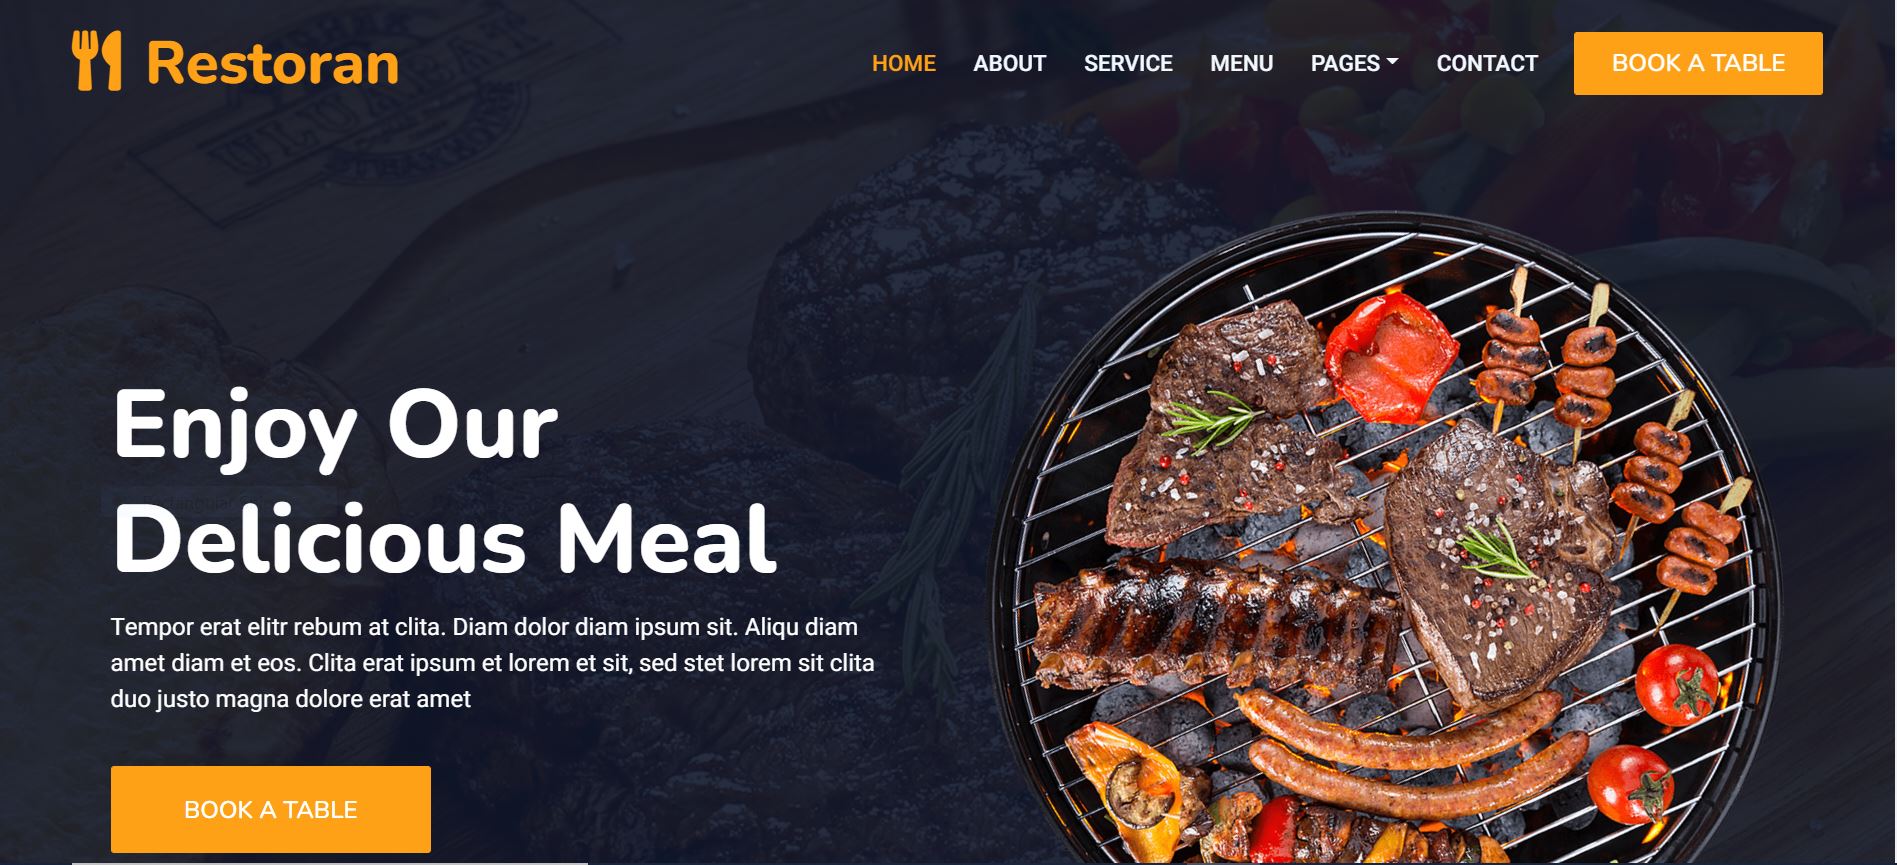 Restoran
HOME ABOUT SERVICE MENU PAGES CONTACT BOOK A TABLE
Enjoy Our
Delicious Meal
Tempor erat elitr rebum at clita. Diam dolor diam ipsum sit. Aliqu diam
amet diam et eos. Clita erat ipsum et lorem et sit, sed stet lorem sit clita
duo justo magna dolore erat amet
BOOK A TABLE